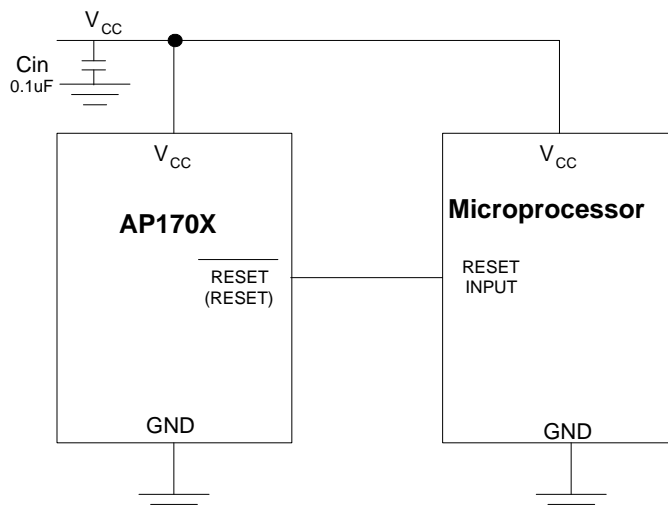 VCC
Cin
0.1uF
VCC
AP170X
RESET
(RESET)
GND
VCC
Microprocessor
RESET
INPUT
GND